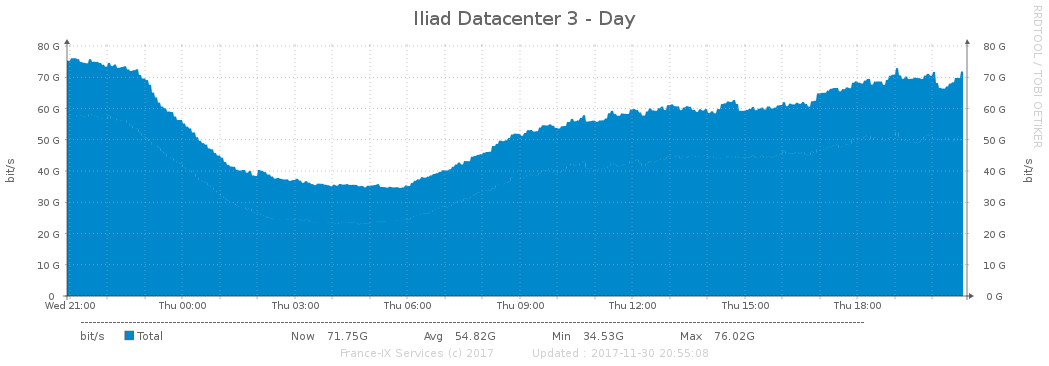 Iliad Datacenter 3 - Day
RRDTOOL / TOBI OETIKER
80 G 80 G
70 G 70 G
60 G 60 G
50 G 50 G
40 G 40 G
30 G 30 G
20 G 20 G
10 G 10 G
0 0 G
bit/s
bit/s
Wed 21:00 Thu 00:00 Thu 03:00 Thu 06:00 Thu 09:00 Thu 12:00 Thu 15:00 Thu 18:00
bit/s Total Now 71.75G Avg 54.82G Min 34.53G Max 76.02G
France-IX Services (c) 2017 Updated : 2017-11-30 20:55:08